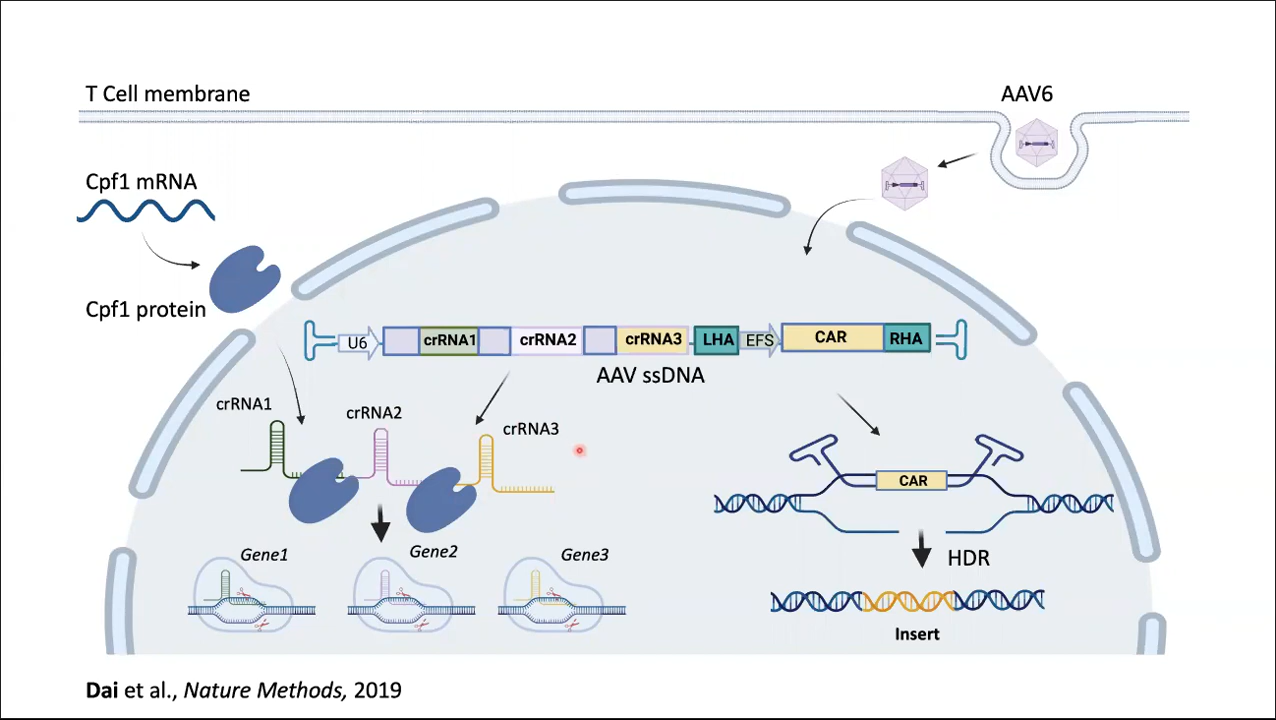 T Cell membrane
AAV6
Cpf1 mRNA
Cpf1 protein
U6 crRNA1 crRNA2 crRNA3 LHA EFS CAR RHA
AAV ssDNA
crRNA1
crRNA2
crRNA3
CAR
Gene1
Gene2
Gene3
HDR
Insert
Dai et al., Nature Methods, 2019